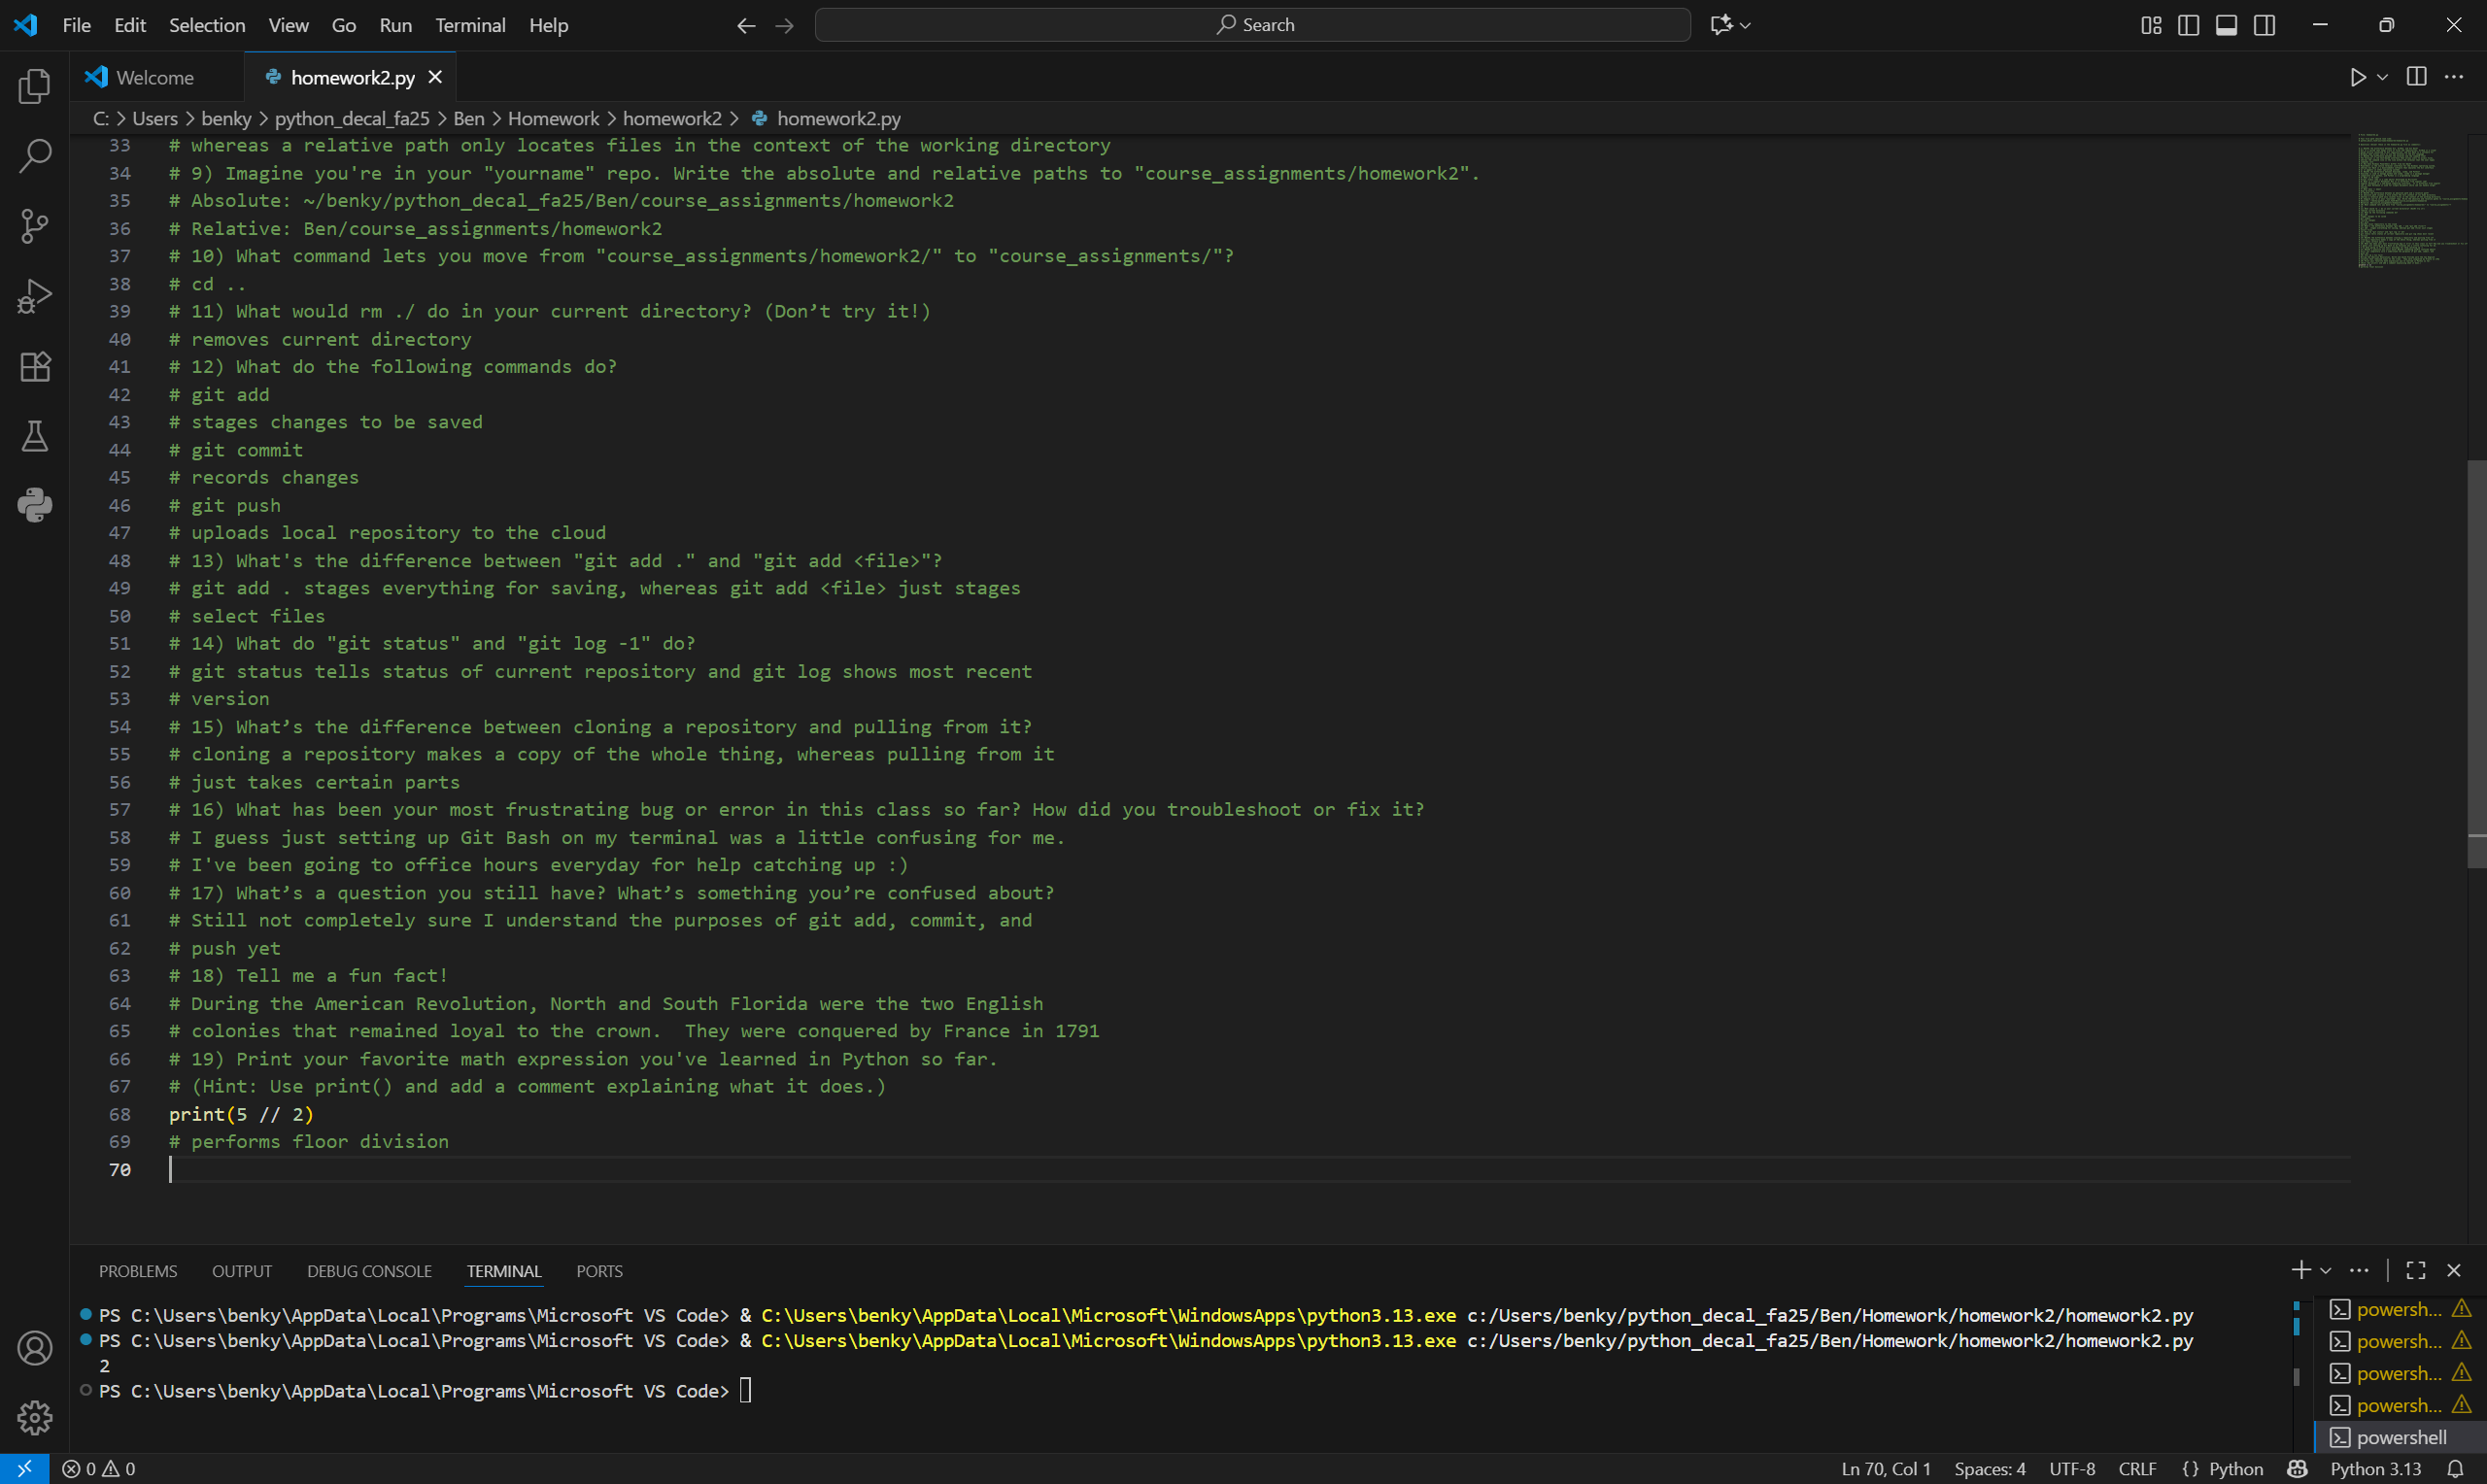 File Edit Selection View Go Run Terminal Help
Search
Welcome
homework2.py
C: > Users > benky > python_decal_fa25 > Ben > Homework > homework2 > homework2.py
33 # whereas a relative path only locates files in the context of the working directory
34 # 9) Imagine you're in your "yourname" repo. Write the absolute and relative paths to "course_assignments/homework2".
35 # Absolute: ~/benky/python_decal_fa25/Ben/course_assignments/homework2
36 # Relative: Ben/course_assignments/homework2
37 # 10) What command lets you move from "course_assignments/homework2/" to "course_assignments/"?
38 # cd ..
39 # 11) What would rm ./ do in your current directory? (Don’t try it!)
40 # removes current directory
41 # 12) What do the following commands do?
42 # git add
43 # stages changes to be saved
44 # git commit
45 # records changes
46 # git push
47 # uploads local repository to the cloud
48 # 13) What's the difference between "git add ." and "git add <file>"?
49 # git add . stages everything for saving, whereas git add <file> just stages
50 # select files
51 # 14) What do "git status" and "git log -1" do?
52 # git status tells status of current repository and git log shows most recent
53 # version
54 # 15) What’s the difference between cloning a repository and pulling from it?
55 # cloning a repository makes a copy of the whole thing, whereas pulling from it
56 # just takes certain parts
57 # 16) What has been your most frustrating bug or error in this class so far? How did you troubleshoot or fix it?
58 # I guess just setting up Git Bash on my terminal was a little confusing for me.
59 # I've been going to office hours everyday for help catching up :)
60 # 17) What’s a question you still have? What’s something you’re confused about?
61 # Still not completely sure I understand the purposes of git add, commit, and
62 # push yet
63 # 18) Tell me a fun fact!
64 # During the American Revolution, North and South Florida were the two English
65 # colonies that remained loyal to the crown.  They were conquered by France in 1791
66 # 19) Print your favorite math expression you've learned in Python so far.
67 # (Hint: Use print() and add a comment explaining what it does.)
68 print(5 // 2)
69 # performs floor division
70
PROBLEMS OUTPUT DEBUG CONSOLE TERMINAL PORTS
PS C:\Users\benky\AppData\Local\Programs\Microsoft VS Code> & C:\Users\benky\AppData\Local\Microsoft\WindowsApps\python3.13.exe c:/Users/benky/python_decal_fa25/Ben/Homework/homework2/homework2.py
PS C:\Users\benky\AppData\Local\Programs\Microsoft VS Code> & C:\Users\benky\AppData\Local\Microsoft\WindowsApps\python3.13.exe c:/Users/benky/python_decal_fa25/Ben/Homework/homework2/homework2.py
2
PS C:\Users\benky\AppData\Local\Programs\Microsoft VS Code>
powersh...
powersh...
powersh...
powersh...
powershell
0 0
Ln 70, Col 1 Spaces: 4 UTF-8 CRLF {} Python Python 3.13